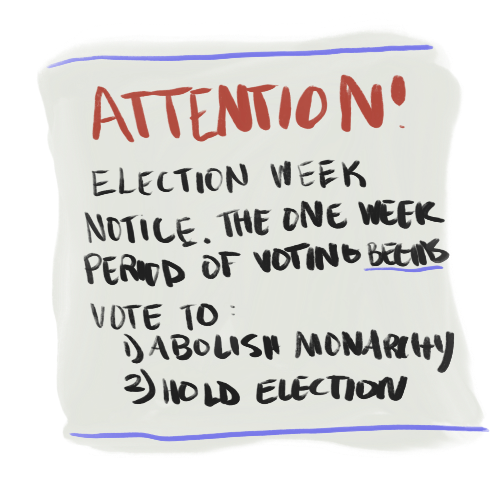 ATTENTION!
ELECTION WEEK
NOTICE. THE ONE WEEK
PERIOD OF VOTING BEGINS
VOTE TO:
1) ABOLISH MONARCHY
2) HOLD ELECTION